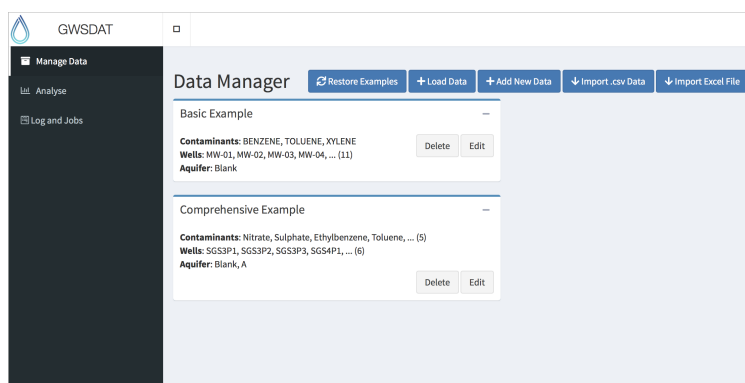 GWSDAT
Manage Data
Analyse
Log and Jobs
Data Manager
Restore Examples
Load Data
Add New Data
Import .csv Data
Import Excel File
Basic Example
Contaminants: BENZENE, TOLUENE, XYLENE
Wells: MW-01, MW-02, MW-03, MW-04, ... (11)
Aquifer: Blank
Delete
Edit
Comprehensive Example
Contaminants: Nitrate, Sulphate, Ethylbenzene, Toluene, ... (5)
Wells: SGS3P1, SGS3P2, SGS3P3, SGS4P1, ... (6)
Aquifer: Blank, A
Delete
Edit